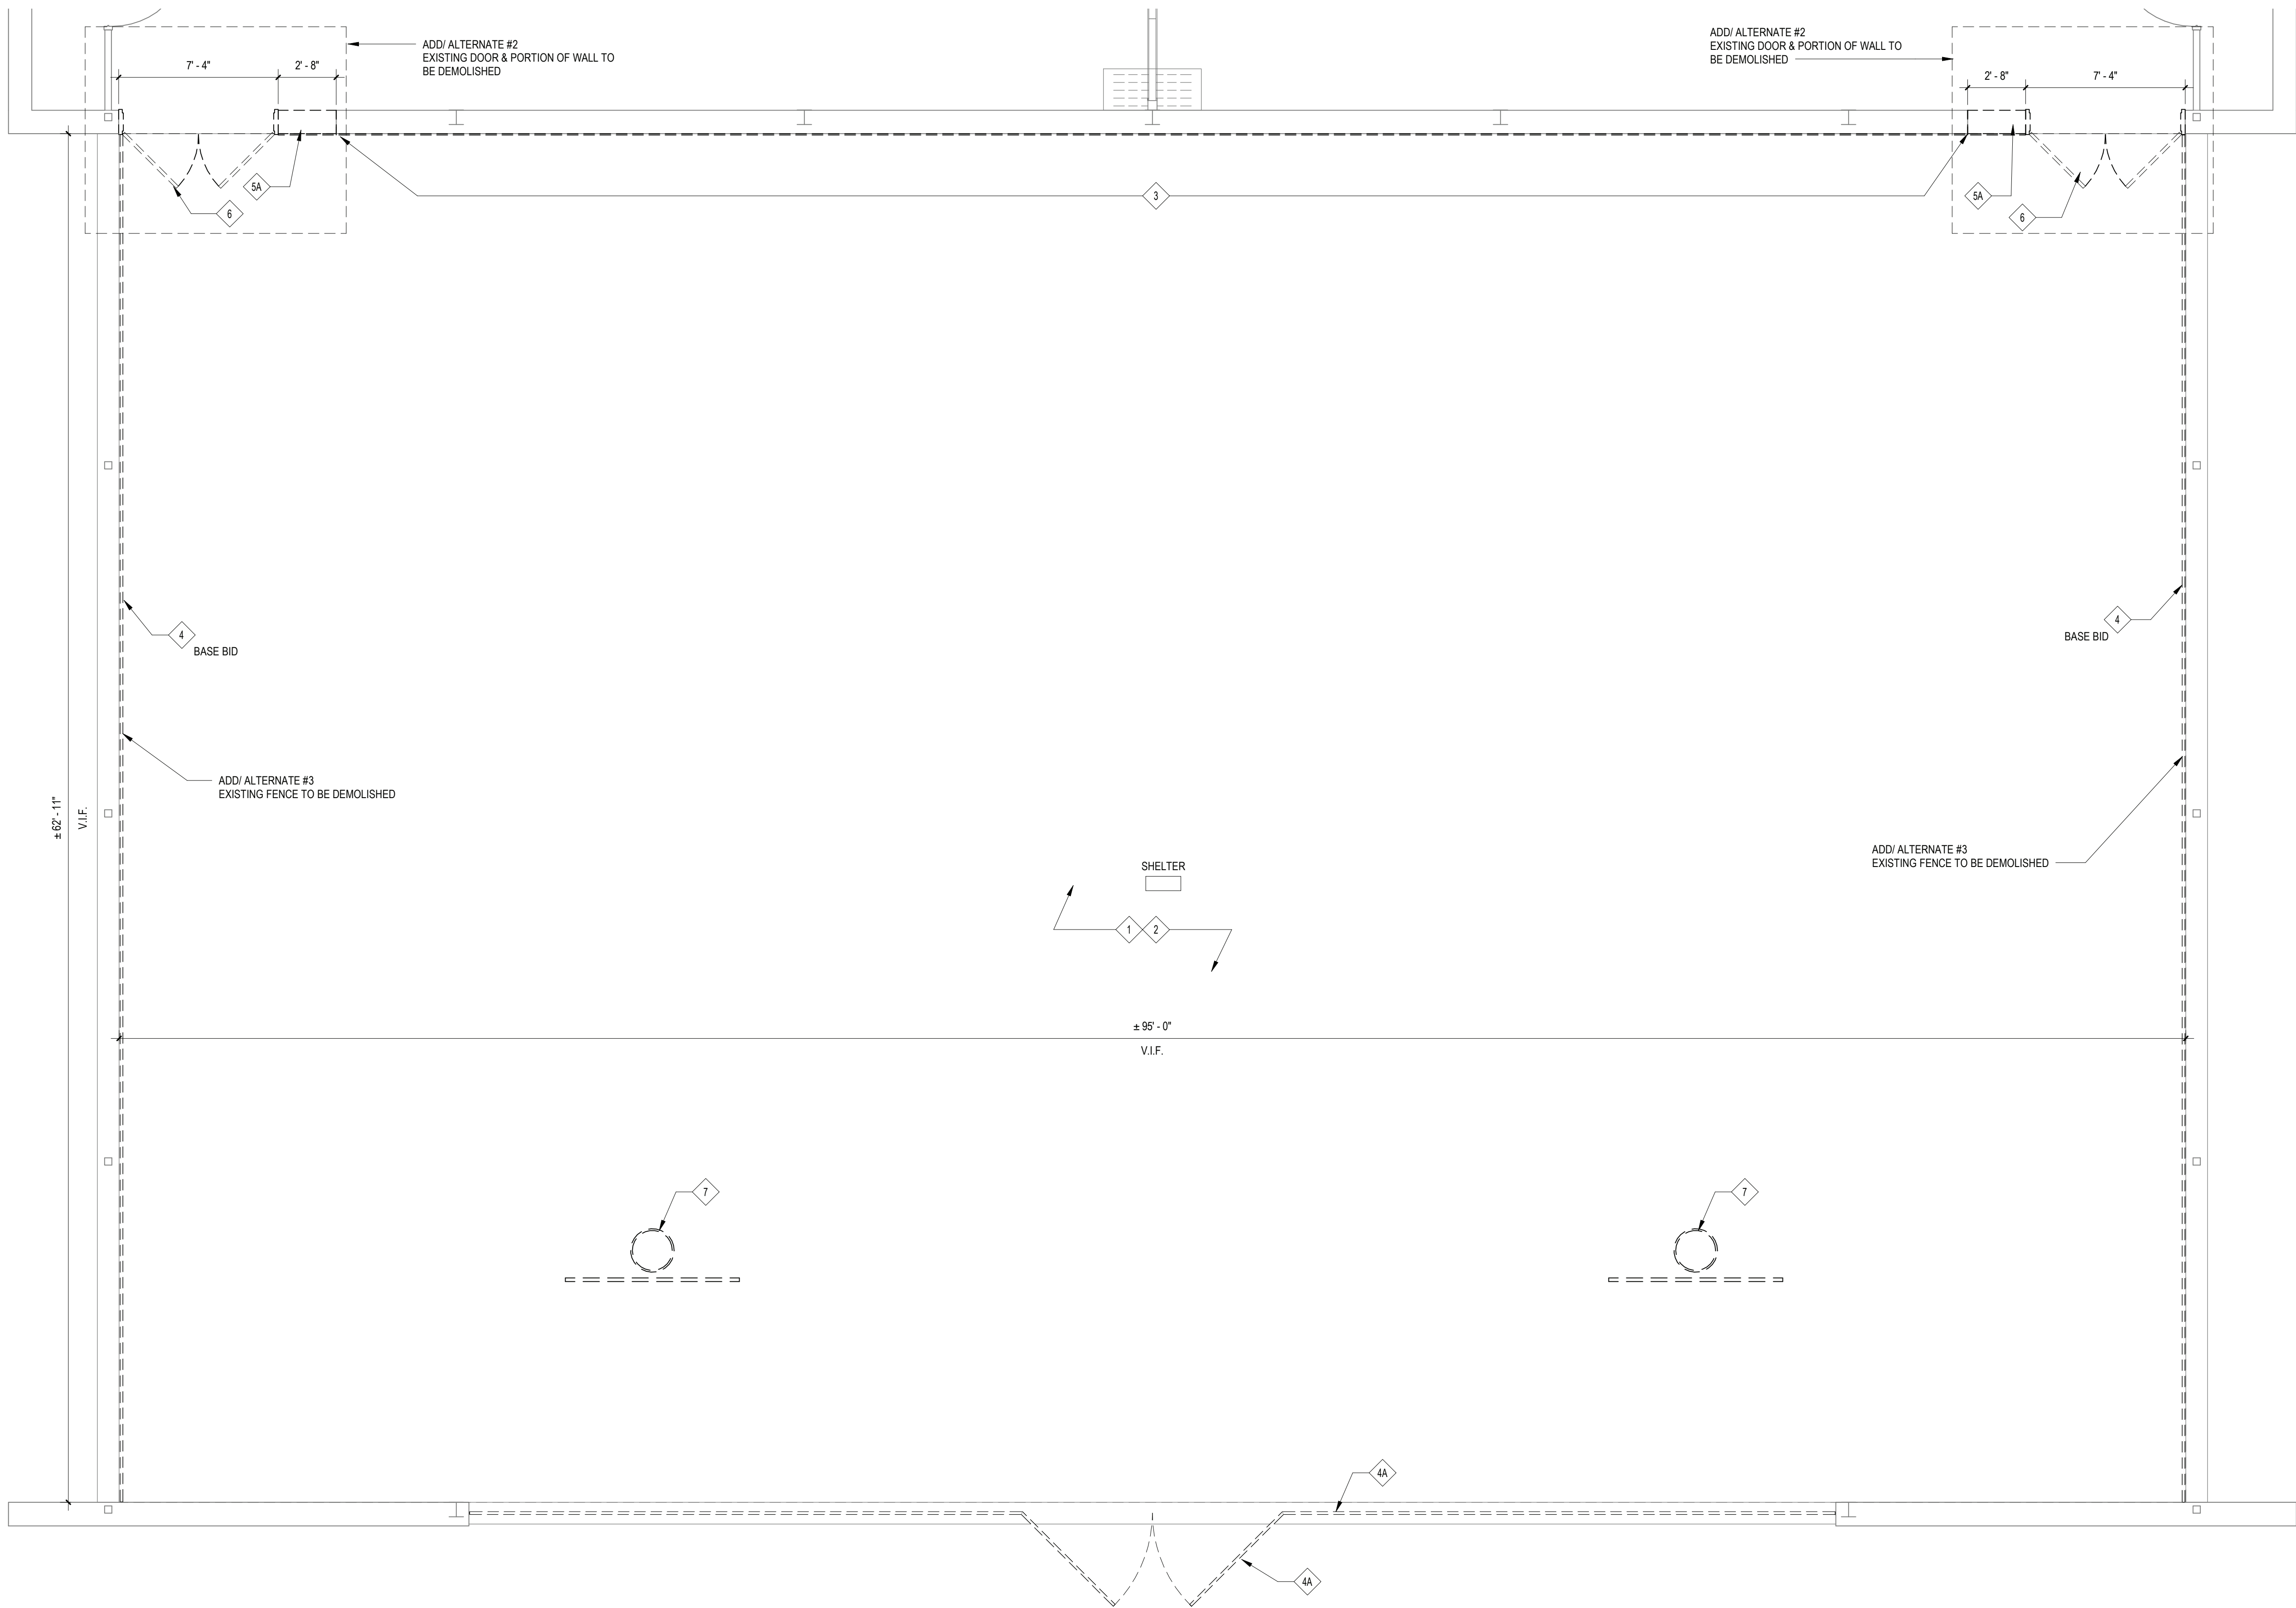 ADD/ ALTERNATE #2
EXISTING DOOR & PORTION OF WALL TO
BE DEMOLISHED
ADD/ ALTERNATE #2
EXISTING DOOR & PORTION OF WALL TO
BE DEMOLISHED
7' - 4"
2' - 8"
2' - 8"
7' - 4"
5A
6
3
5A
6
4
BASE BID
4
BASE BID
ADD/ ALTERNATE #3
EXISTING FENCE TO BE DEMOLISHED
± 62' - 11"
V.I.F.
ADD/ ALTERNATE #3
EXISTING FENCE TO BE DEMOLISHED
SHELTER
1
2
± 95' - 0"
V.I.F.
7
7
4A
4A